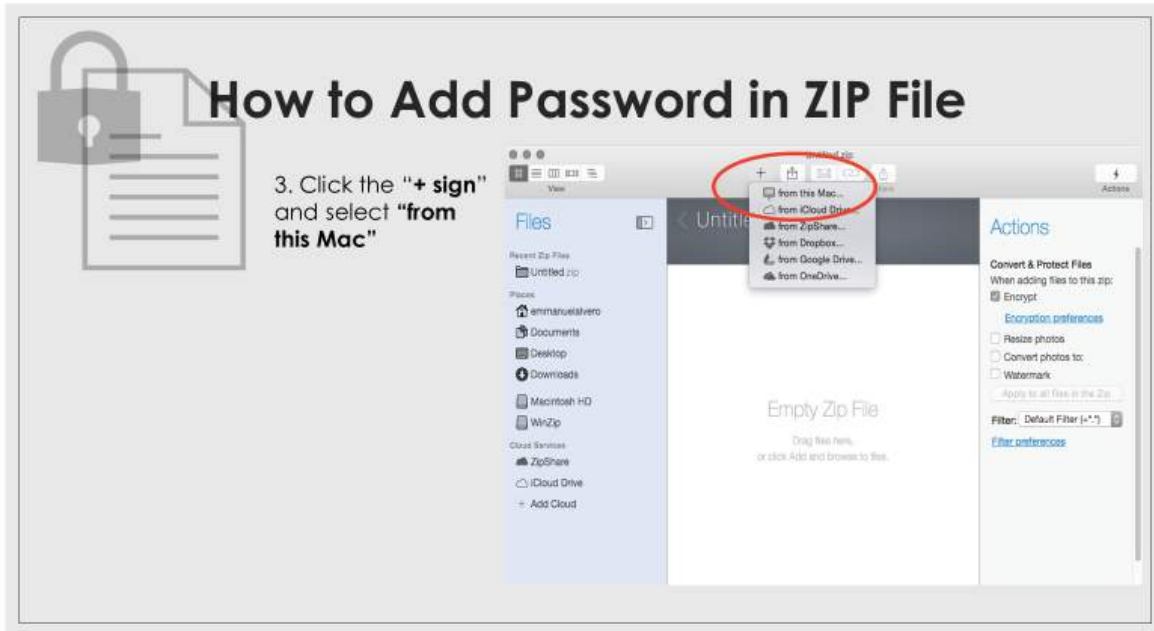 How to Add Password in ZIP File
3. Click the "+ sign"
and select "from
this Mac"
Untitled zip
View
Actions
from this Mac...
from iCloud Drive...
from ZipShare...
from Dropbox...
from Google Drive...
from OneDrive...
Files
Recent Zip Files
Untitled zip
Places
emmanuelalvero
Documents
Desktop
Downloads
Macintosh HD
WinZip
Cloud Services
ZipShare
iCloud Drive
+ Add Cloud
Empty Zip File
Drag files here,
or click Add and browse to files.
Actions
Convert & Protect Files
When adding files to this zip:
Encrypt
Encryption preferences
Resize photos
Convert photos to:
Watermark
Apply to all files in the Zip
Filter: Default Filter (+*.*)
Filter preferences